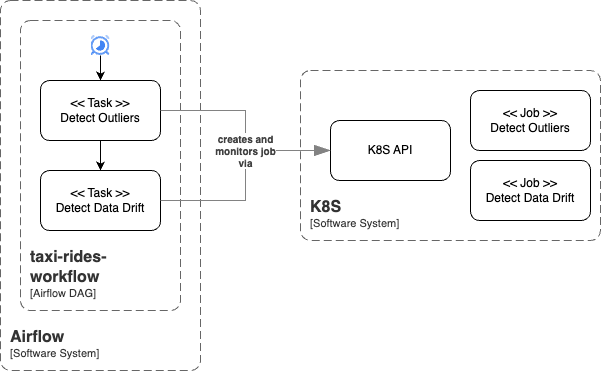 << Task >>
Detect Outliers
<< Task >>
Detect Data Drift
taxi-rides-
workflow
[Airflow DAG]
Airflow
[Software System]
creates and
monitors job
via
K8S API
<< Job >>
Detect Outliers
<< Job >>
Detect Data Drift
K8S
[Software System]